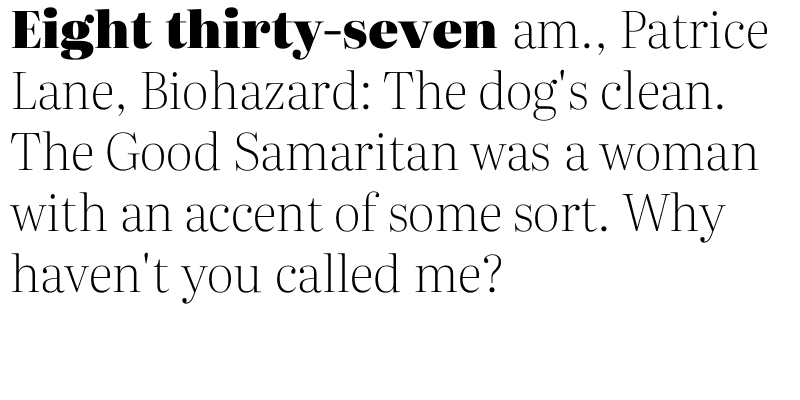 Eight thirty-seven am., Patrice
Lane, Biohazard: The dog's clean.
The Good Samaritan was a woman
with an accent of some sort. Why
haven't you called me?